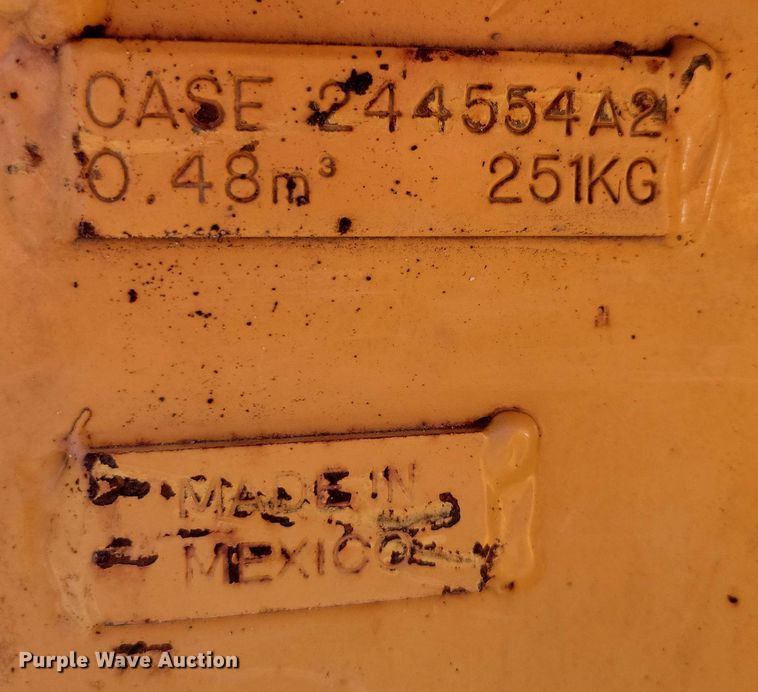 CASE 244554A2
0.48m³ 251KG
MADE IN
MEXICO
Purple Wave Auction